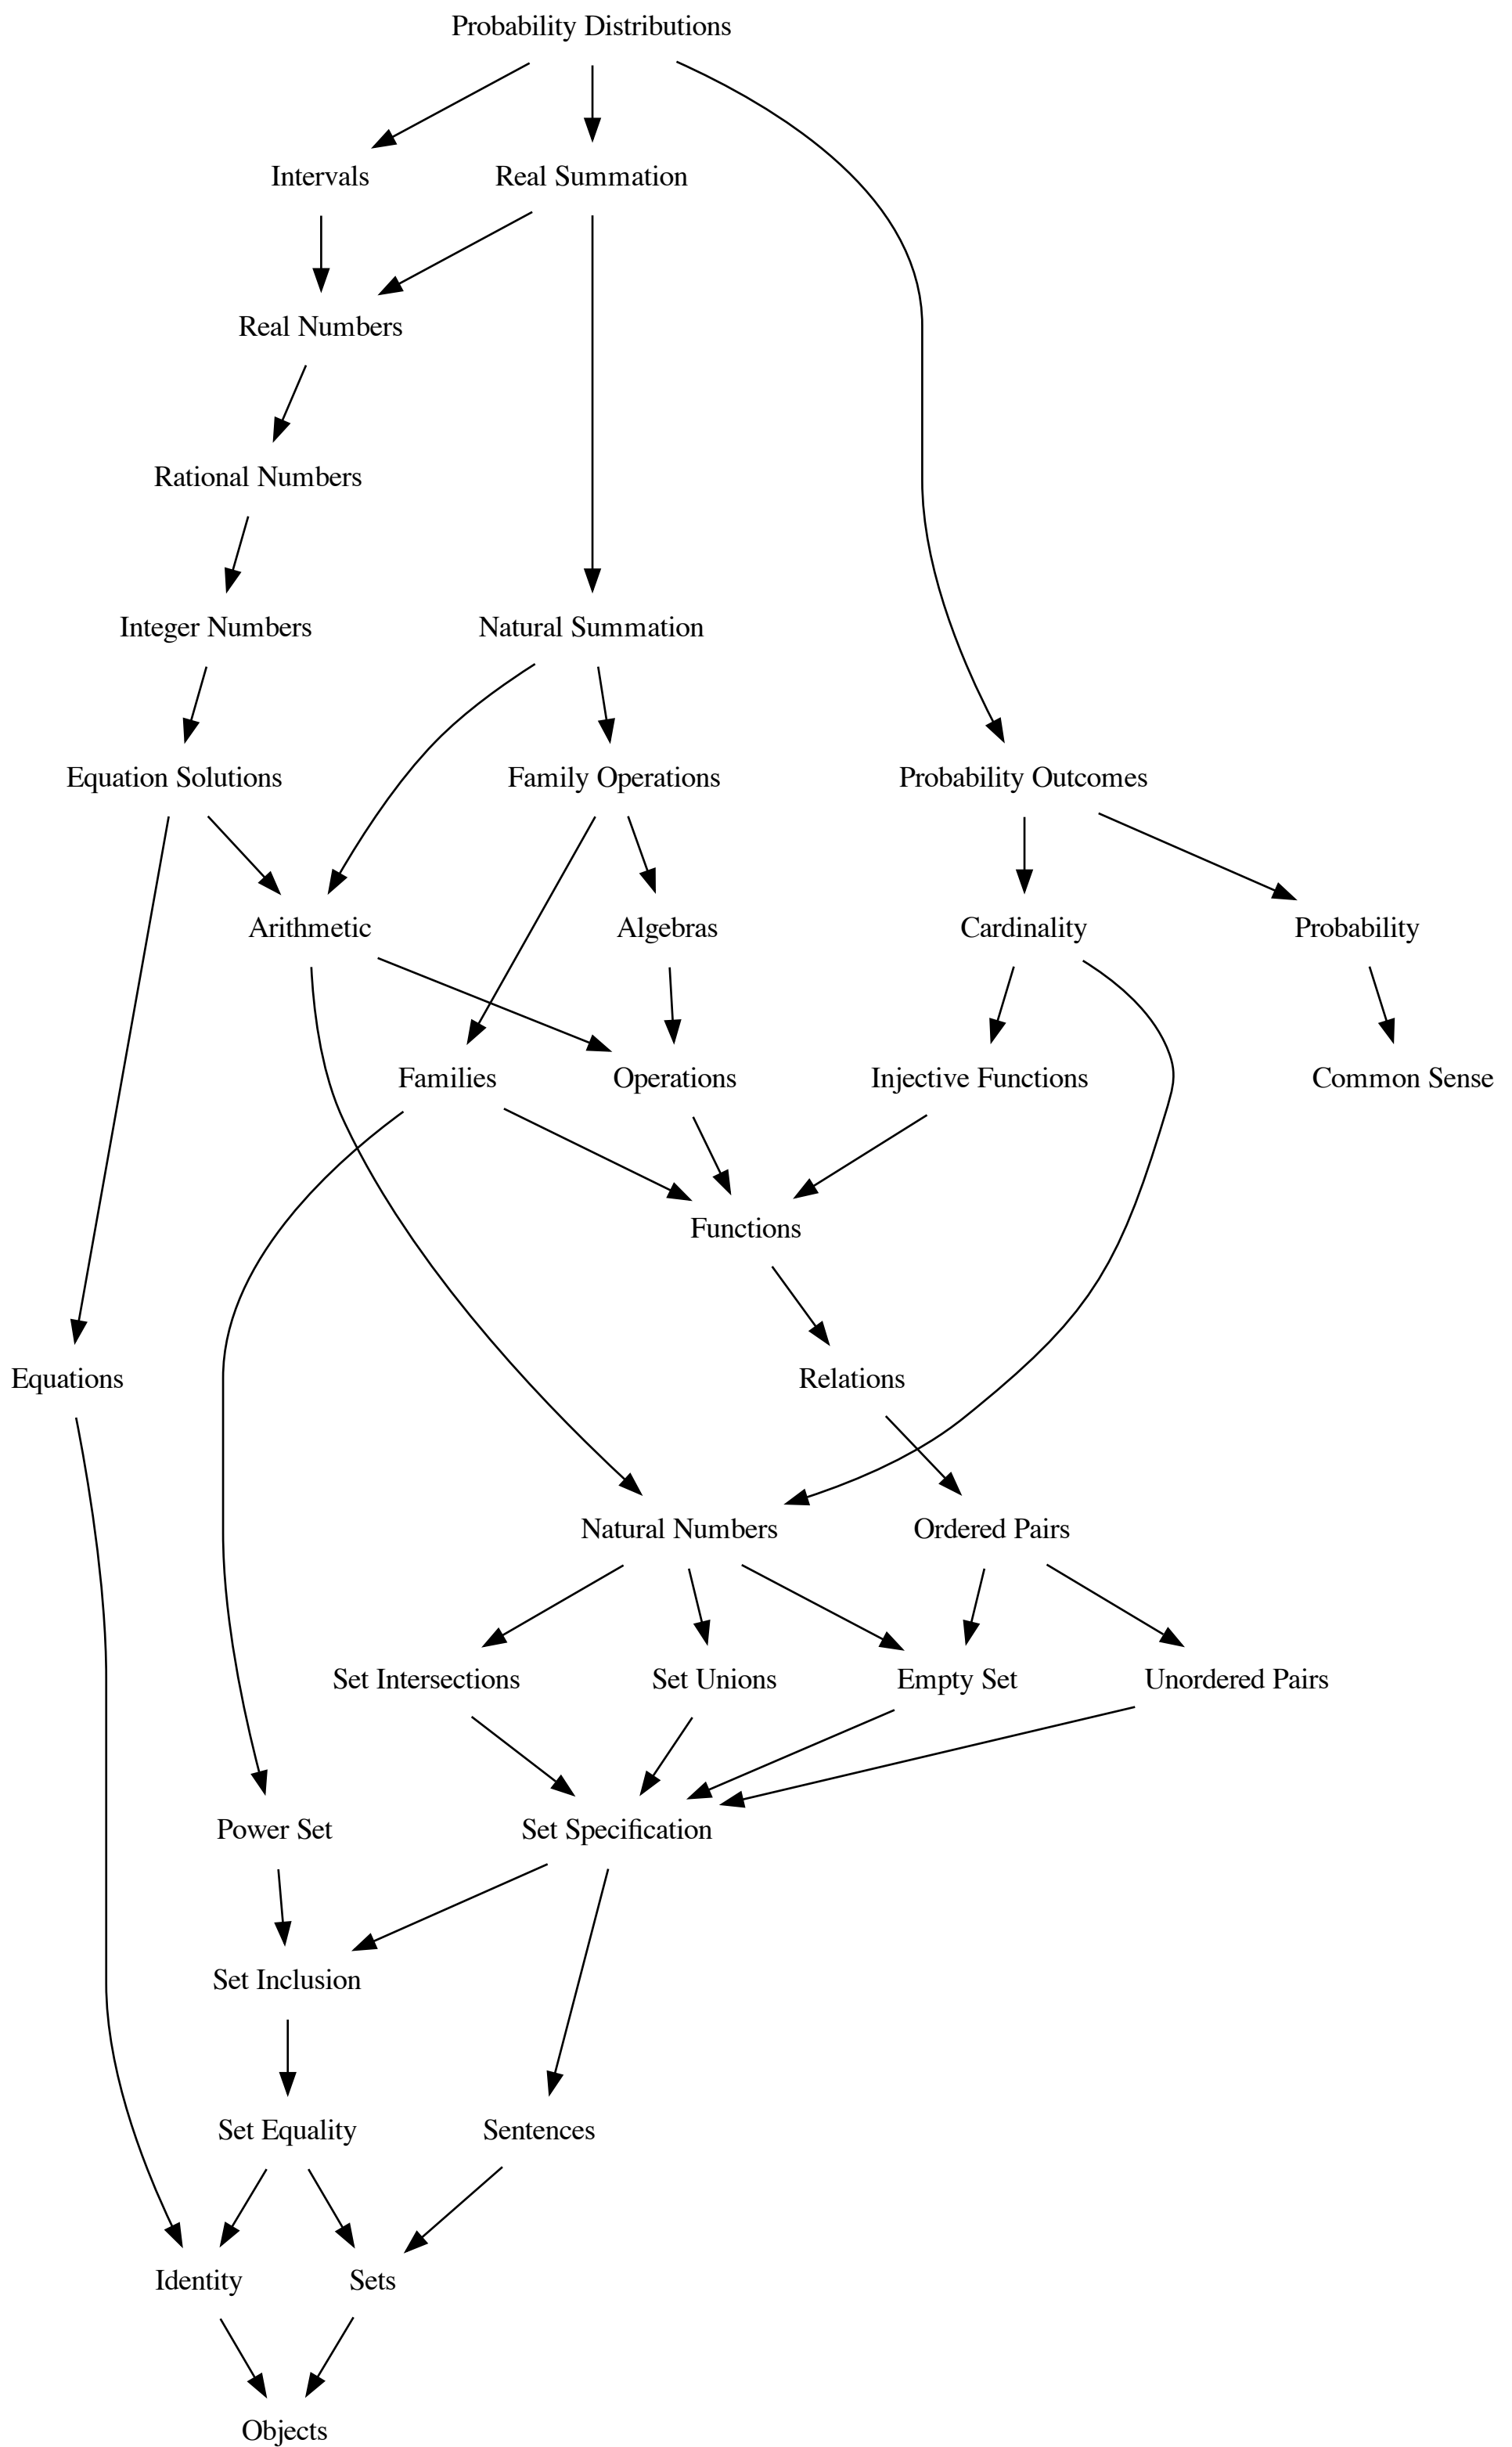 Probability Distributions
Intervals
Real Summation
Real Numbers
Rational Numbers
Integer Numbers
Natural Summation
Equation Solutions
Family Operations
Probability Outcomes
Arithmetic
Algebras
Cardinality
Probability
Families
Operations
Injective Functions
Common Sense
Functions
Equations
Relations
Natural Numbers
Ordered Pairs
Set Intersections
Set Unions
Empty Set
Unordered Pairs
Power Set
Set Specification
Set Inclusion
Set Equality
Sentences
Identity
Sets
Objects